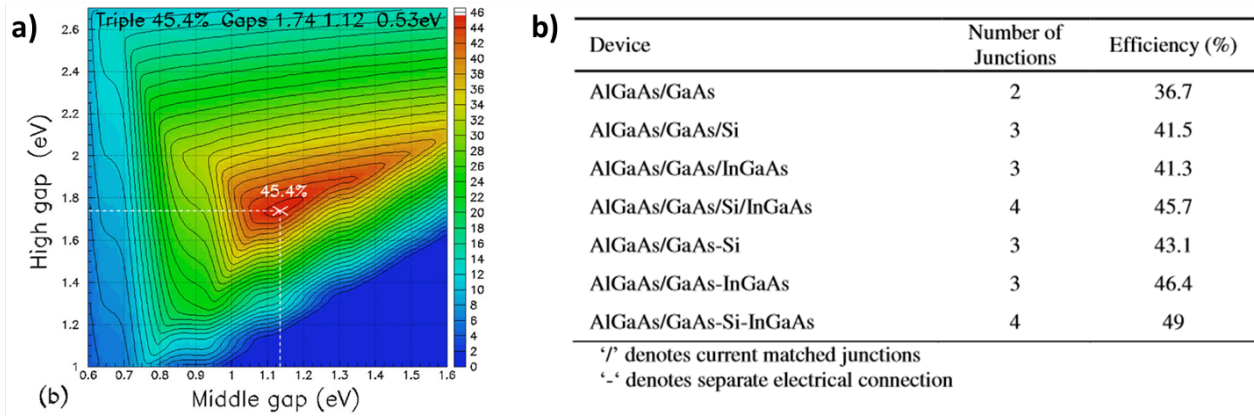 a)
Triple 45.4% Gaps 1.74 1.12 0.53eV
High gap (eV)
2.6
2.4
2.2
2
1.8
1.6
1.4
1.2
1
45.4%
0.6 0.7 0.8 0.9 1 1.1 1.2 1.3 1.4 1.5 1.6
Middle gap (eV)
(b)
46
44
42
40
38
36
34
32
30
28
26
24
22
20
18
16
14
12
10
8
6
4
2
0
b)
Device Number of Junctions Efficiency (%)
AlGaAs/GaAs 2 36.7
AlGaAs/GaAs/Si 3 41.5
AlGaAs/GaAs/InGaAs 3 41.3
AlGaAs/GaAs/Si/InGaAs 4 45.7
AlGaAs/GaAs-Si 3 43.1
AlGaAs/GaAs-InGaAs 3 46.4
AlGaAs/GaAs-Si-InGaAs 4 49
‘/’ denotes current matched junctions
‘-‘ denotes separate electrical connection